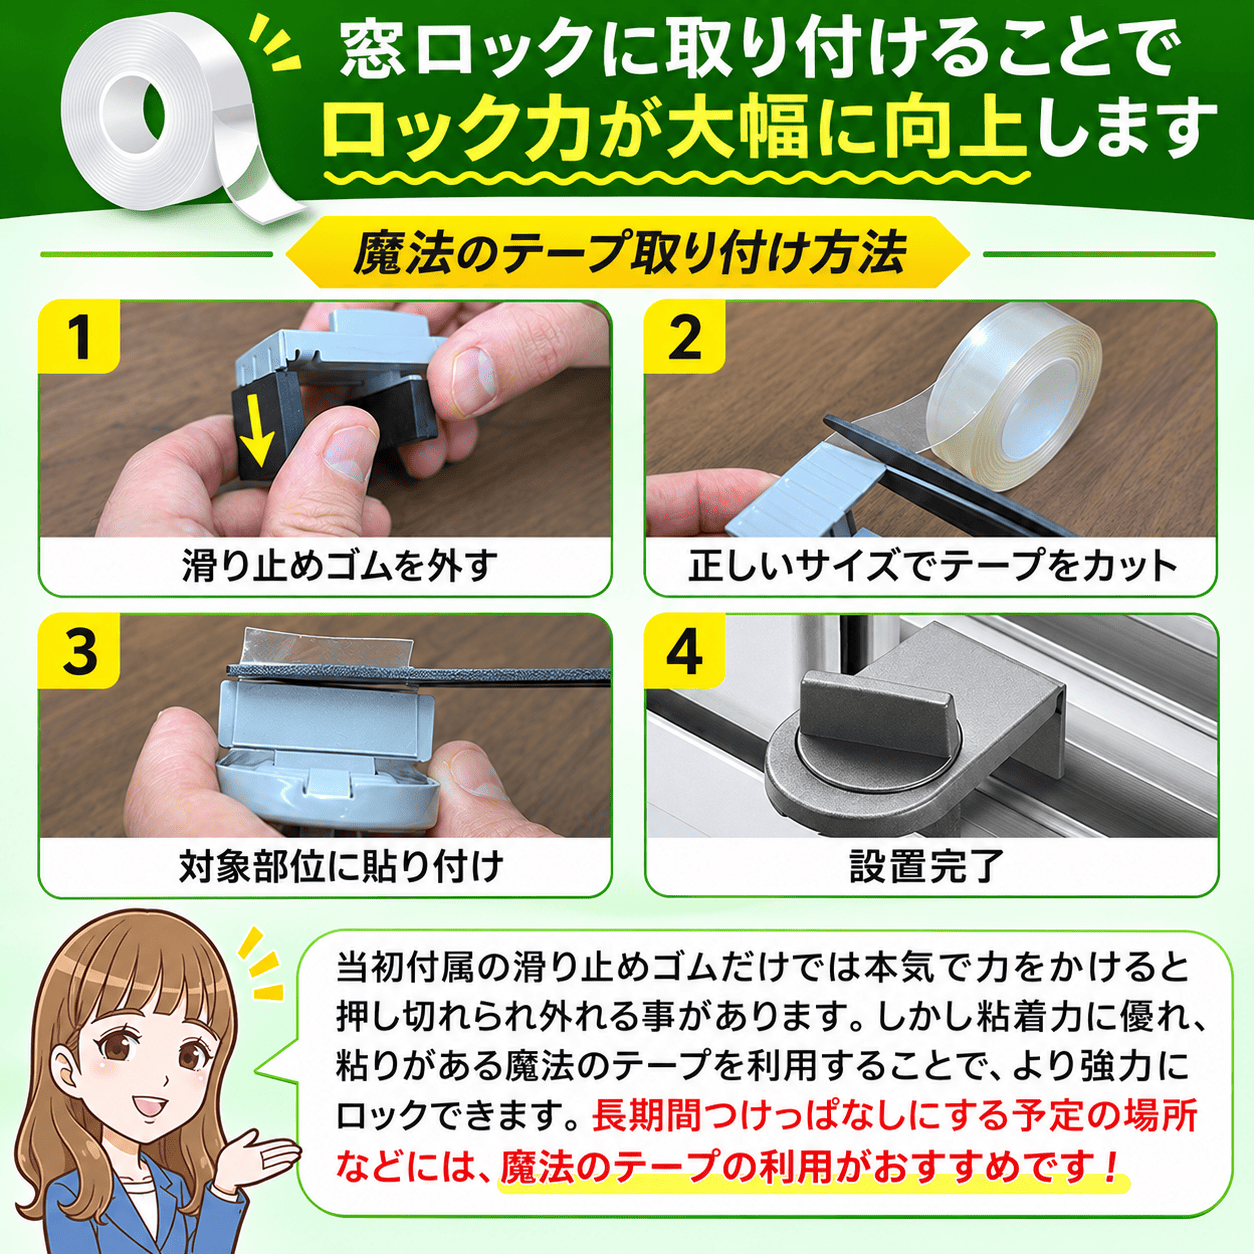 窓ロックに取り付けることで
ロック力が大幅に向上します
魔法のテープ取り付け方法
1
滑り止めゴムを外す
2
正しいサイズでテープをカット
3
対象部位に貼り付け
4
設置完了
当初付属の滑り止めゴムだけでは本気で力をかけると
押し切れられ外れる事があります。しかし粘着力に優れ、
粘りがある魔法のテープを利用することで、より強力に
ロックできます。長期間つけっぱなしにする予定の場所
などには、魔法のテープの利用がおすすめです！